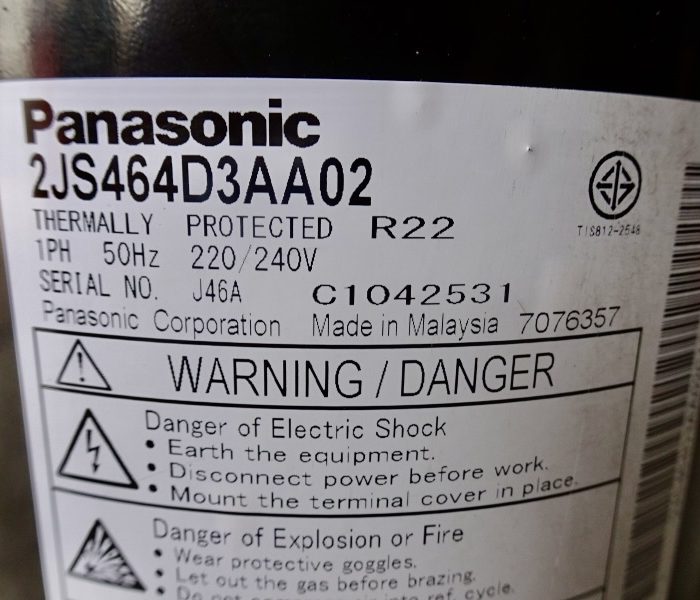 Panasonic
2JS464D3AA02
THERMALLY PROTECTED R22
1PH 50Hz 220/240V
SERIAL NO. J46A C1042531
Panasonic Corporation Made in Malaysia 7076357
TIS812-2548
WARNING / DANGER
Danger of Electric Shock
• Earth the equipment.
• Disconnect power before work.
• Mount the terminal cover in place.
Danger of Explosion or Fire
• Wear protective goggles.
• Let out the gas before brazing.
ref. cycle.